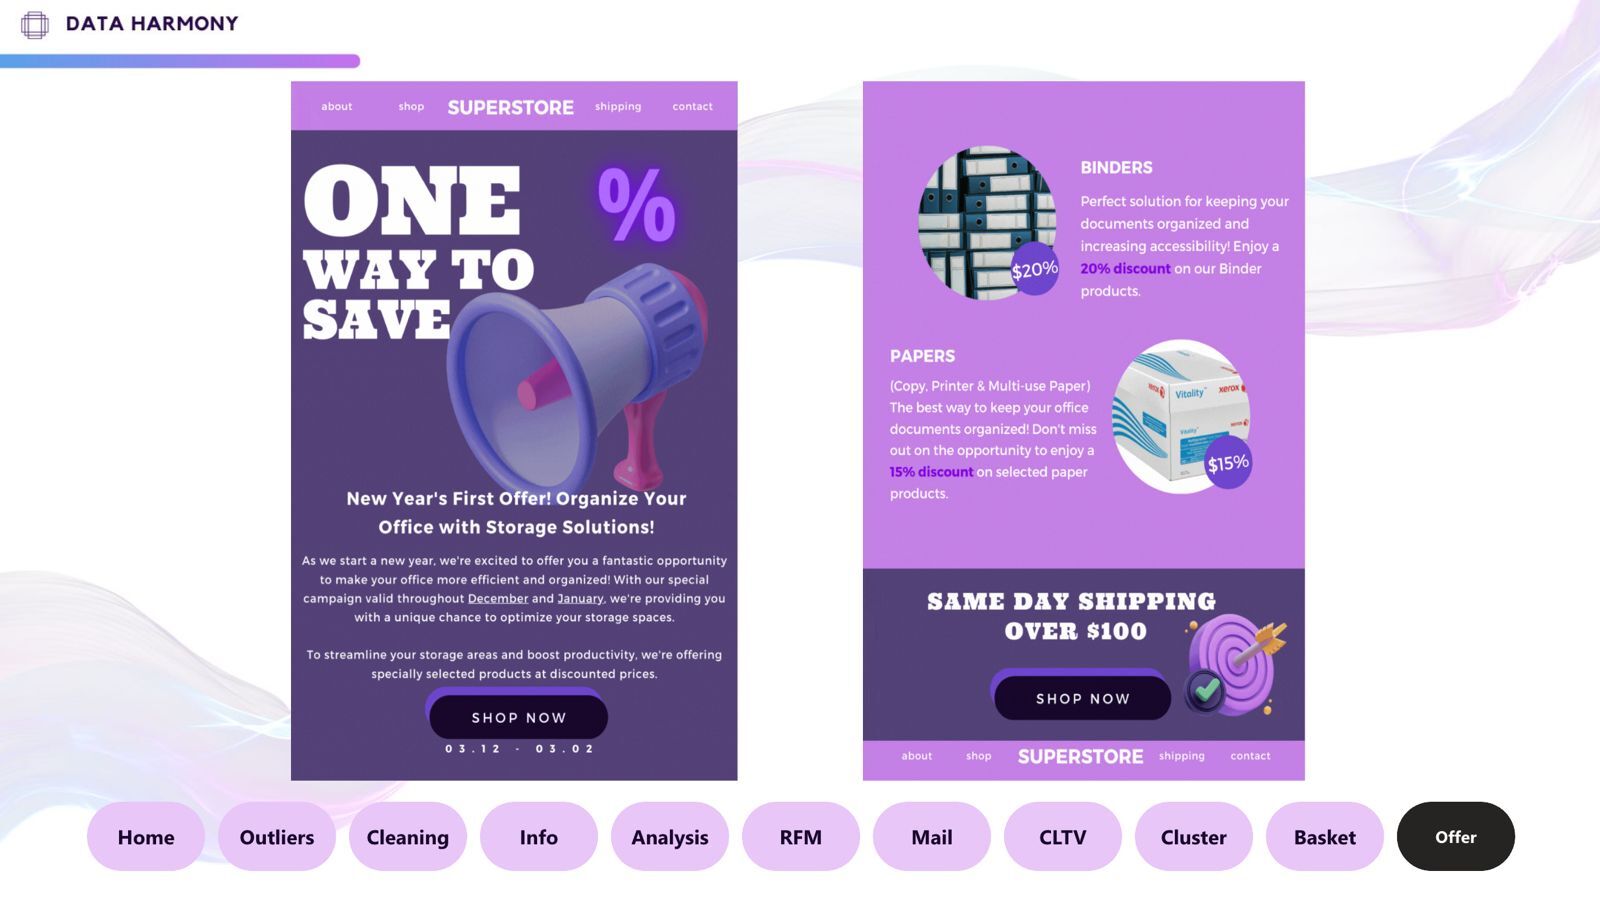 DATA HARMONY
about shop SUPERSTORE shipping contact
ONE
WAY TO
SAVE
%
New Year's First Offer! Organize Your
Office with Storage Solutions!
As we start a new year, we're excited to offer you a fantastic opportunity
to make your office more efficient and organized! With our special
campaign valid throughout December and January, we're providing you
with a unique chance to optimize your storage spaces.
To streamline your storage areas and boost productivity, we're offering
specially selected products at discounted prices.
SHOP NOW
03.12 - 03.02
BINDERS
Perfect solution for keeping your
documents organized and
increasing accessibility! Enjoy a
20% discount on our Binder
products.
$20%
PAPERS
(Copy, Printer & Multi-use Paper)
The best way to keep your office
documents organized! Don't miss
out on the opportunity to enjoy a
15% discount on selected paper
products.
xerox
Vitality
xerox
Vitality
xerox
$15%
SAME DAY SHIPPING
OVER $100
SHOP NOW
about shop SUPERSTORE shipping contact
Home Outliers Cleaning Info Analysis RFM Mail CLTV Cluster Basket Offer